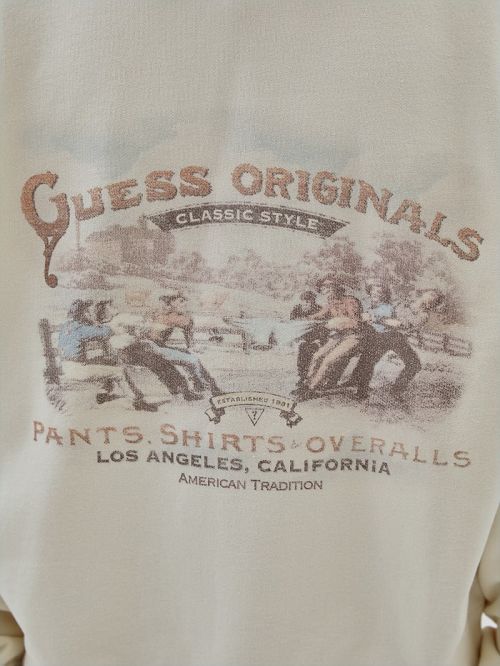 GUESS ORIGINALS
CLASSIC STYLE
ESTABLISHED 1981
?
PANTS, SHIRTS & OVERALLS
LOS ANGELES, CALIFORNIA
AMERICAN TRADITION